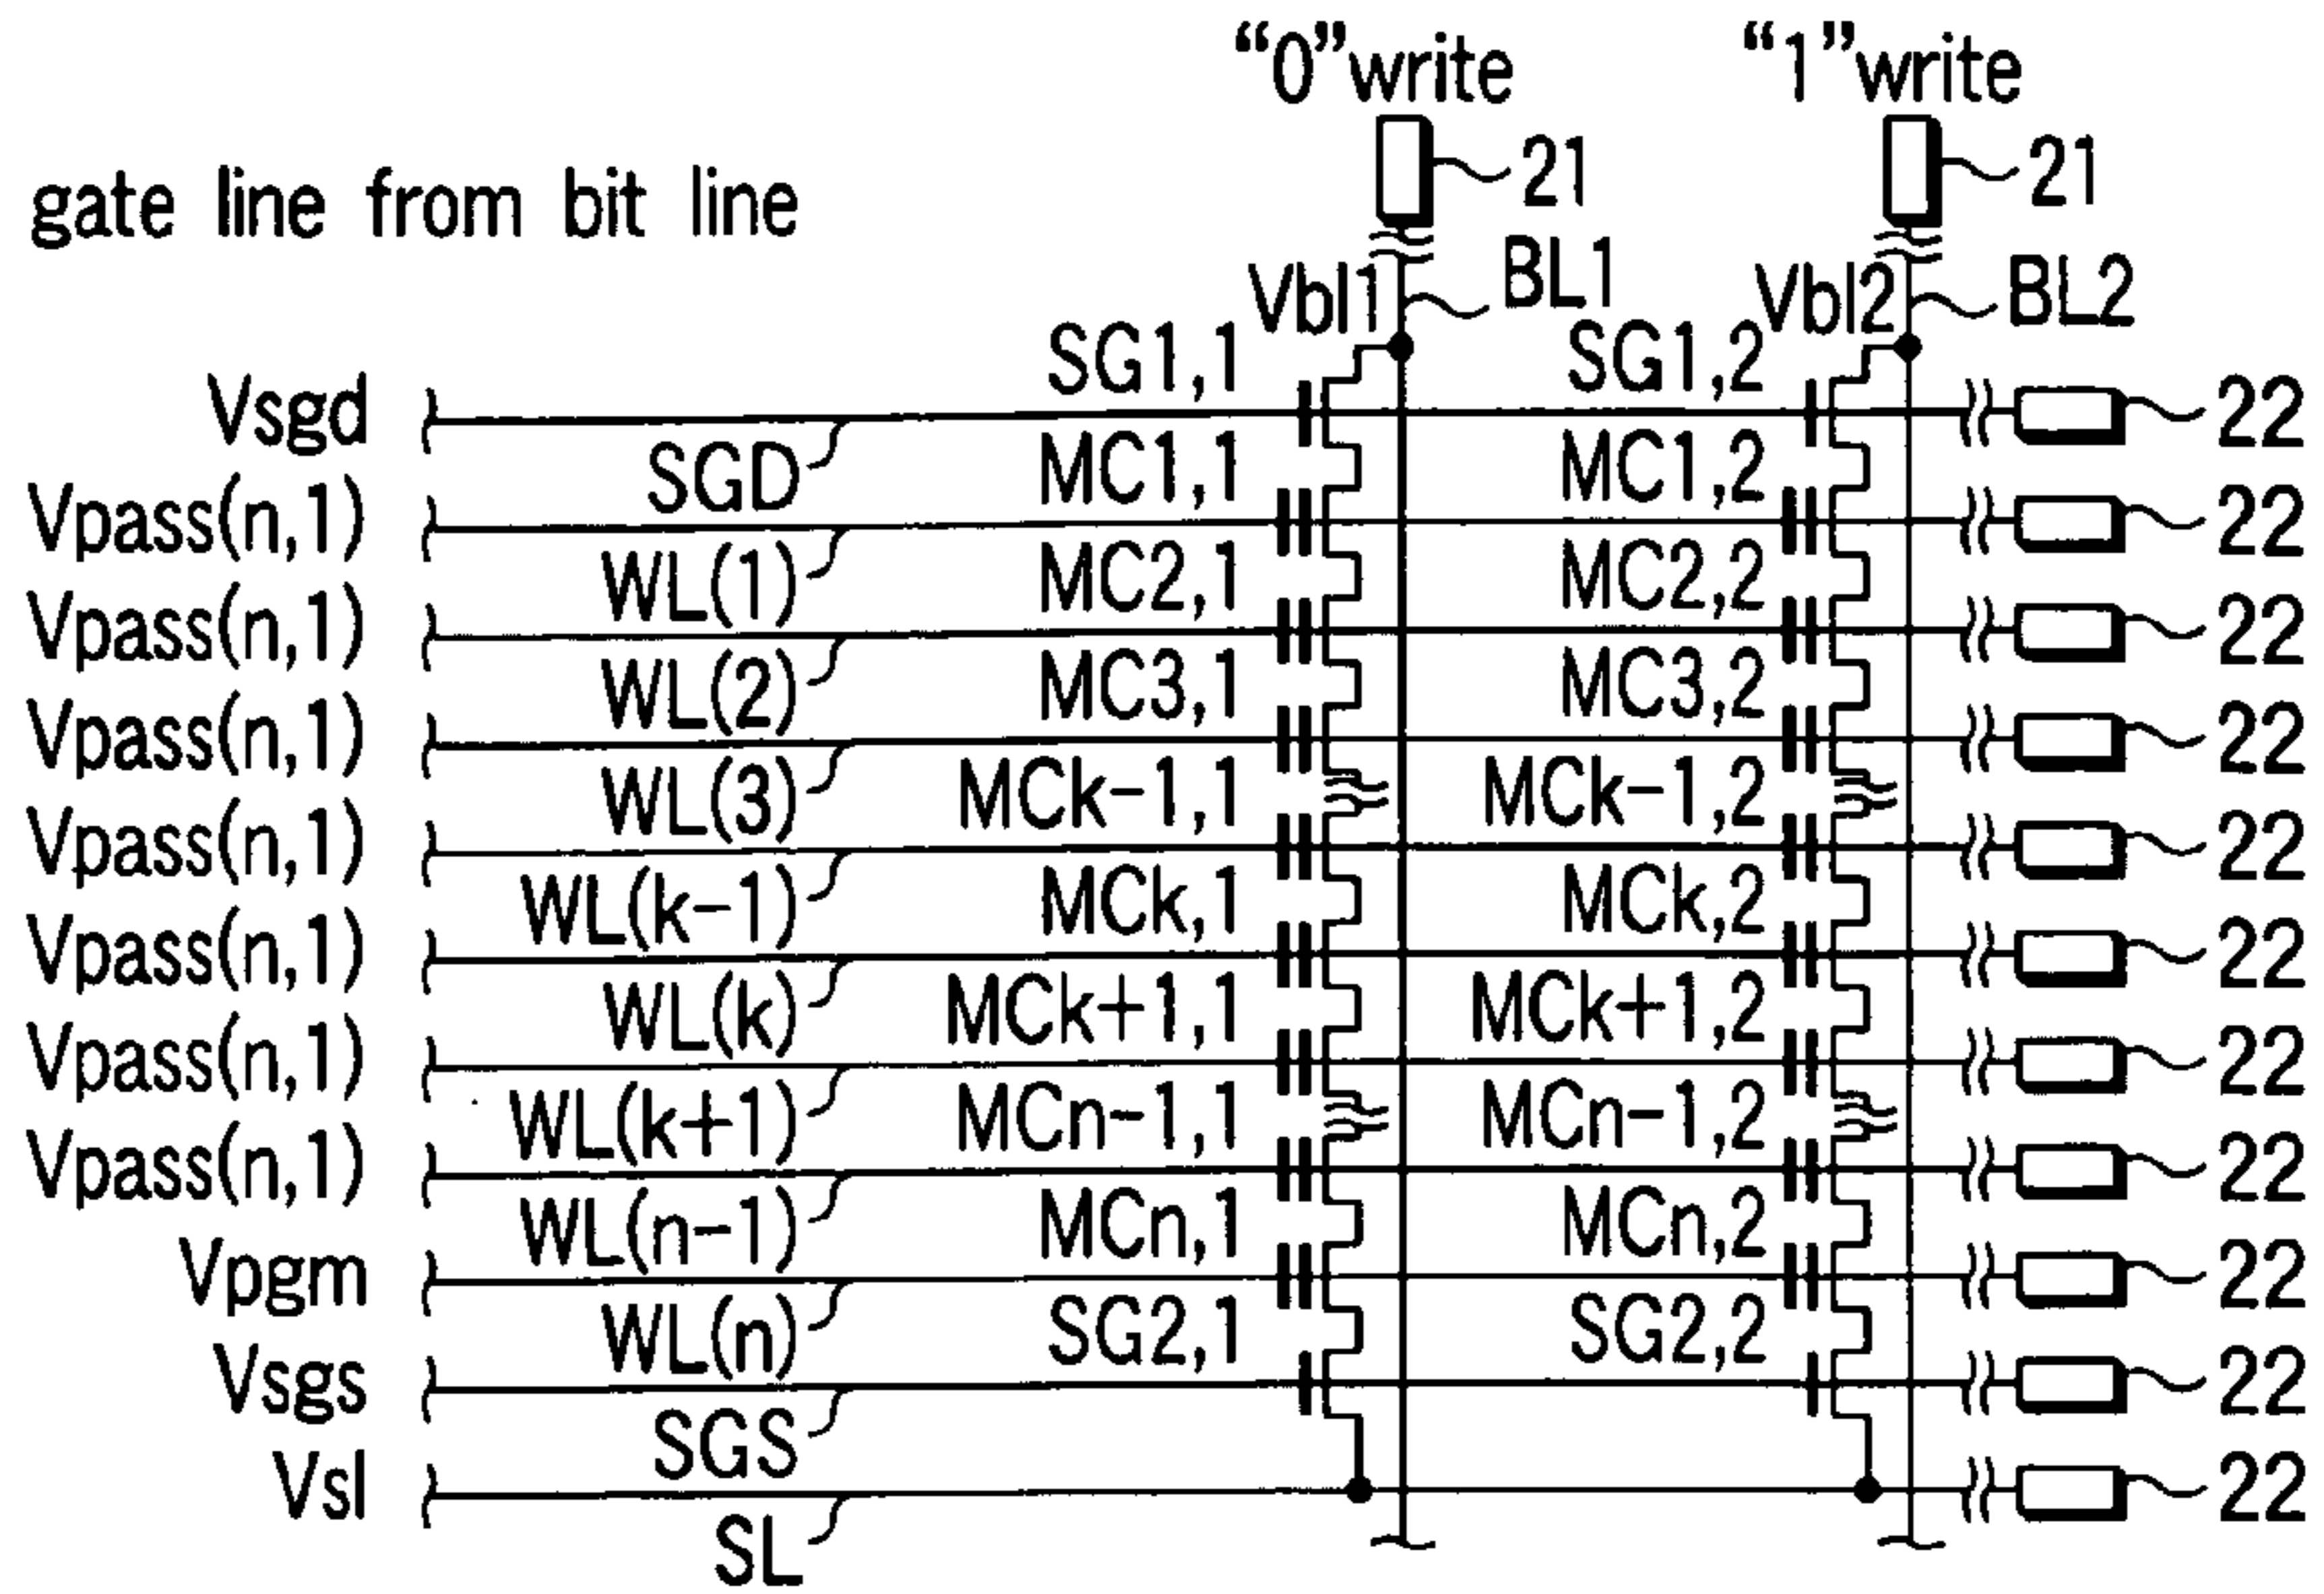 “0”write “1”write
21 21
gate line from bit line
Vbl1 BL1 Vbl2 BL2
SG1,1 SG1,2
Vsgd SGD 22
MC1,1 MC1,2
Vpass(n,1) WL(1) 22
MC2,1 MC2,2
Vpass(n,1) WL(2) 22
MC3,1 MC3,2
Vpass(n,1) WL(3) 22
MCk-1,1 MCk-1,2
Vpass(n,1) WL(k-1) 22
MCk,1 MCk,2
Vpass(n,1) WL(k) 22
MCk+1,1 MCk+1,2
Vpass(n,1) WL(k+1) 22
MCn-1,1 MCn-1,2
Vpass(n,1) WL(n-1) 22
MCn,1 MCn,2
Vpgm WL(n) 22
SG2,1 SG2,2
Vsgs SGS 22
Vsl SL 22